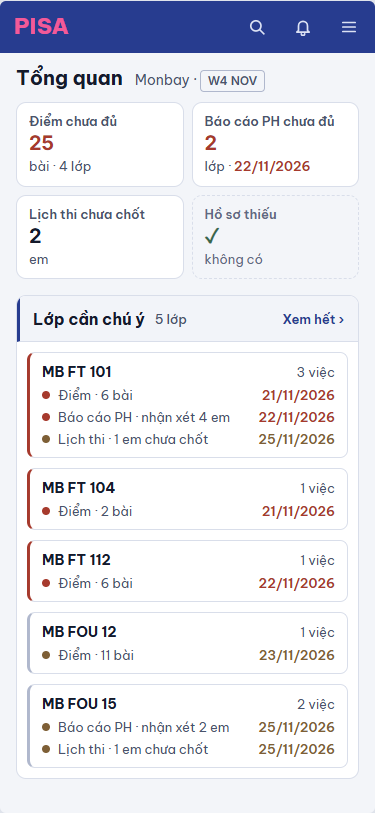 PISA
Tổng quan Monbay · W4 NOV
Điểm chưa đủ
25
bài · 4 lớp
Báo cáo PH chưa đủ
2
lớp · 22/11/2026
Lịch thi chưa chốt
2
em
Hồ sơ thiếu
✓
không có
Lớp cần chú ý 5 lớp Xem hết ›
MB FT 101 3 việc
Điểm · 6 bài 21/11/2026
Báo cáo PH · nhận xét 4 em 22/11/2026
Lịch thi · 1 em chưa chốt 25/11/2026
MB FT 104 1 việc
Điểm · 2 bài 21/11/2026
MB FT 112 1 việc
Điểm · 6 bài 22/11/2026
MB FOU 12 1 việc
Điểm · 11 bài 23/11/2026
MB FOU 15 2 việc
Báo cáo PH · nhận xét 2 em 25/11/2026
Lịch thi · 1 em chưa chốt 25/11/2026